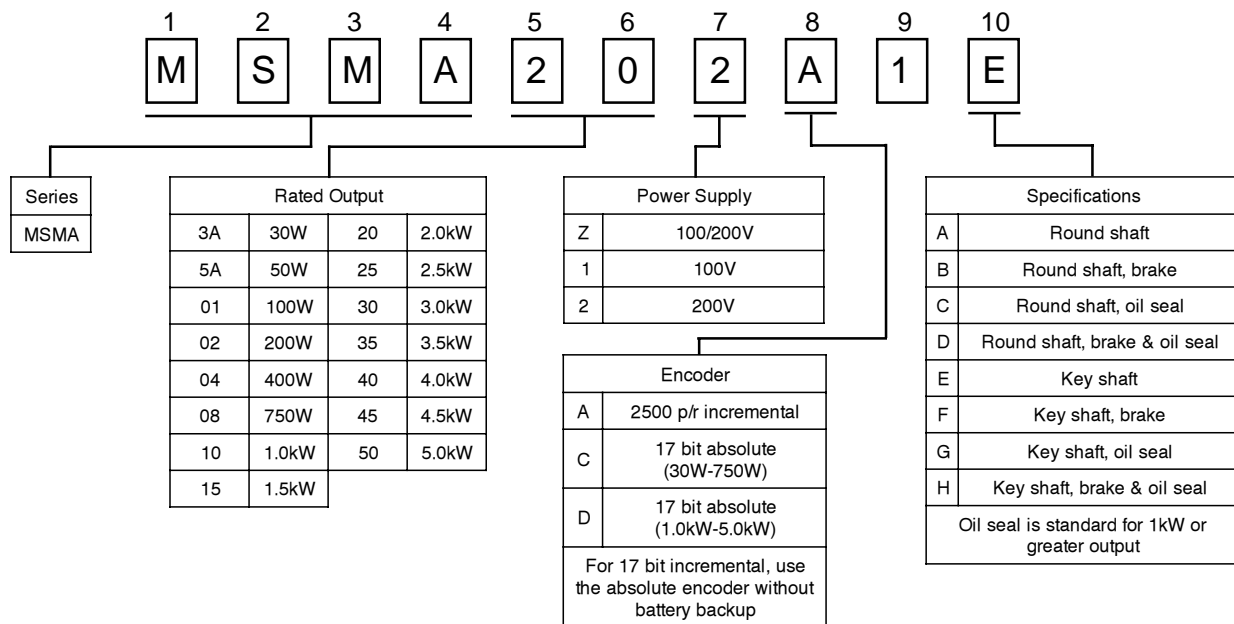 1 2 3 4 5 6 7 8 9 10
M S M A 2 0 2 A 1 E
Series
MSMA
Rated Output
3A 30W 20 2.0kW
5A 50W 25 2.5kW
01 100W 30 3.0kW
02 200W 35 3.5kW
04 400W 40 4.0kW
08 750W 45 4.5kW
10 1.0kW 50 5.0kW
15 1.5kW
Power Supply
Z 100/200V
1 100V
2 200V
Encoder
A 2500 p/r incremental
C 17 bit absolute
(30W-750W)
D 17 bit absolute
(1.0kW-5.0kW)
For 17 bit incremental, use
the absolute encoder without
battery backup
Specifications
A Round shaft
B Round shaft, brake
C Round shaft, oil seal
D Round shaft, brake & oil seal
E Key shaft
F Key shaft, brake
G Key shaft, oil seal
H Key shaft, brake & oil seal
Oil seal is standard for 1kW or
greater output